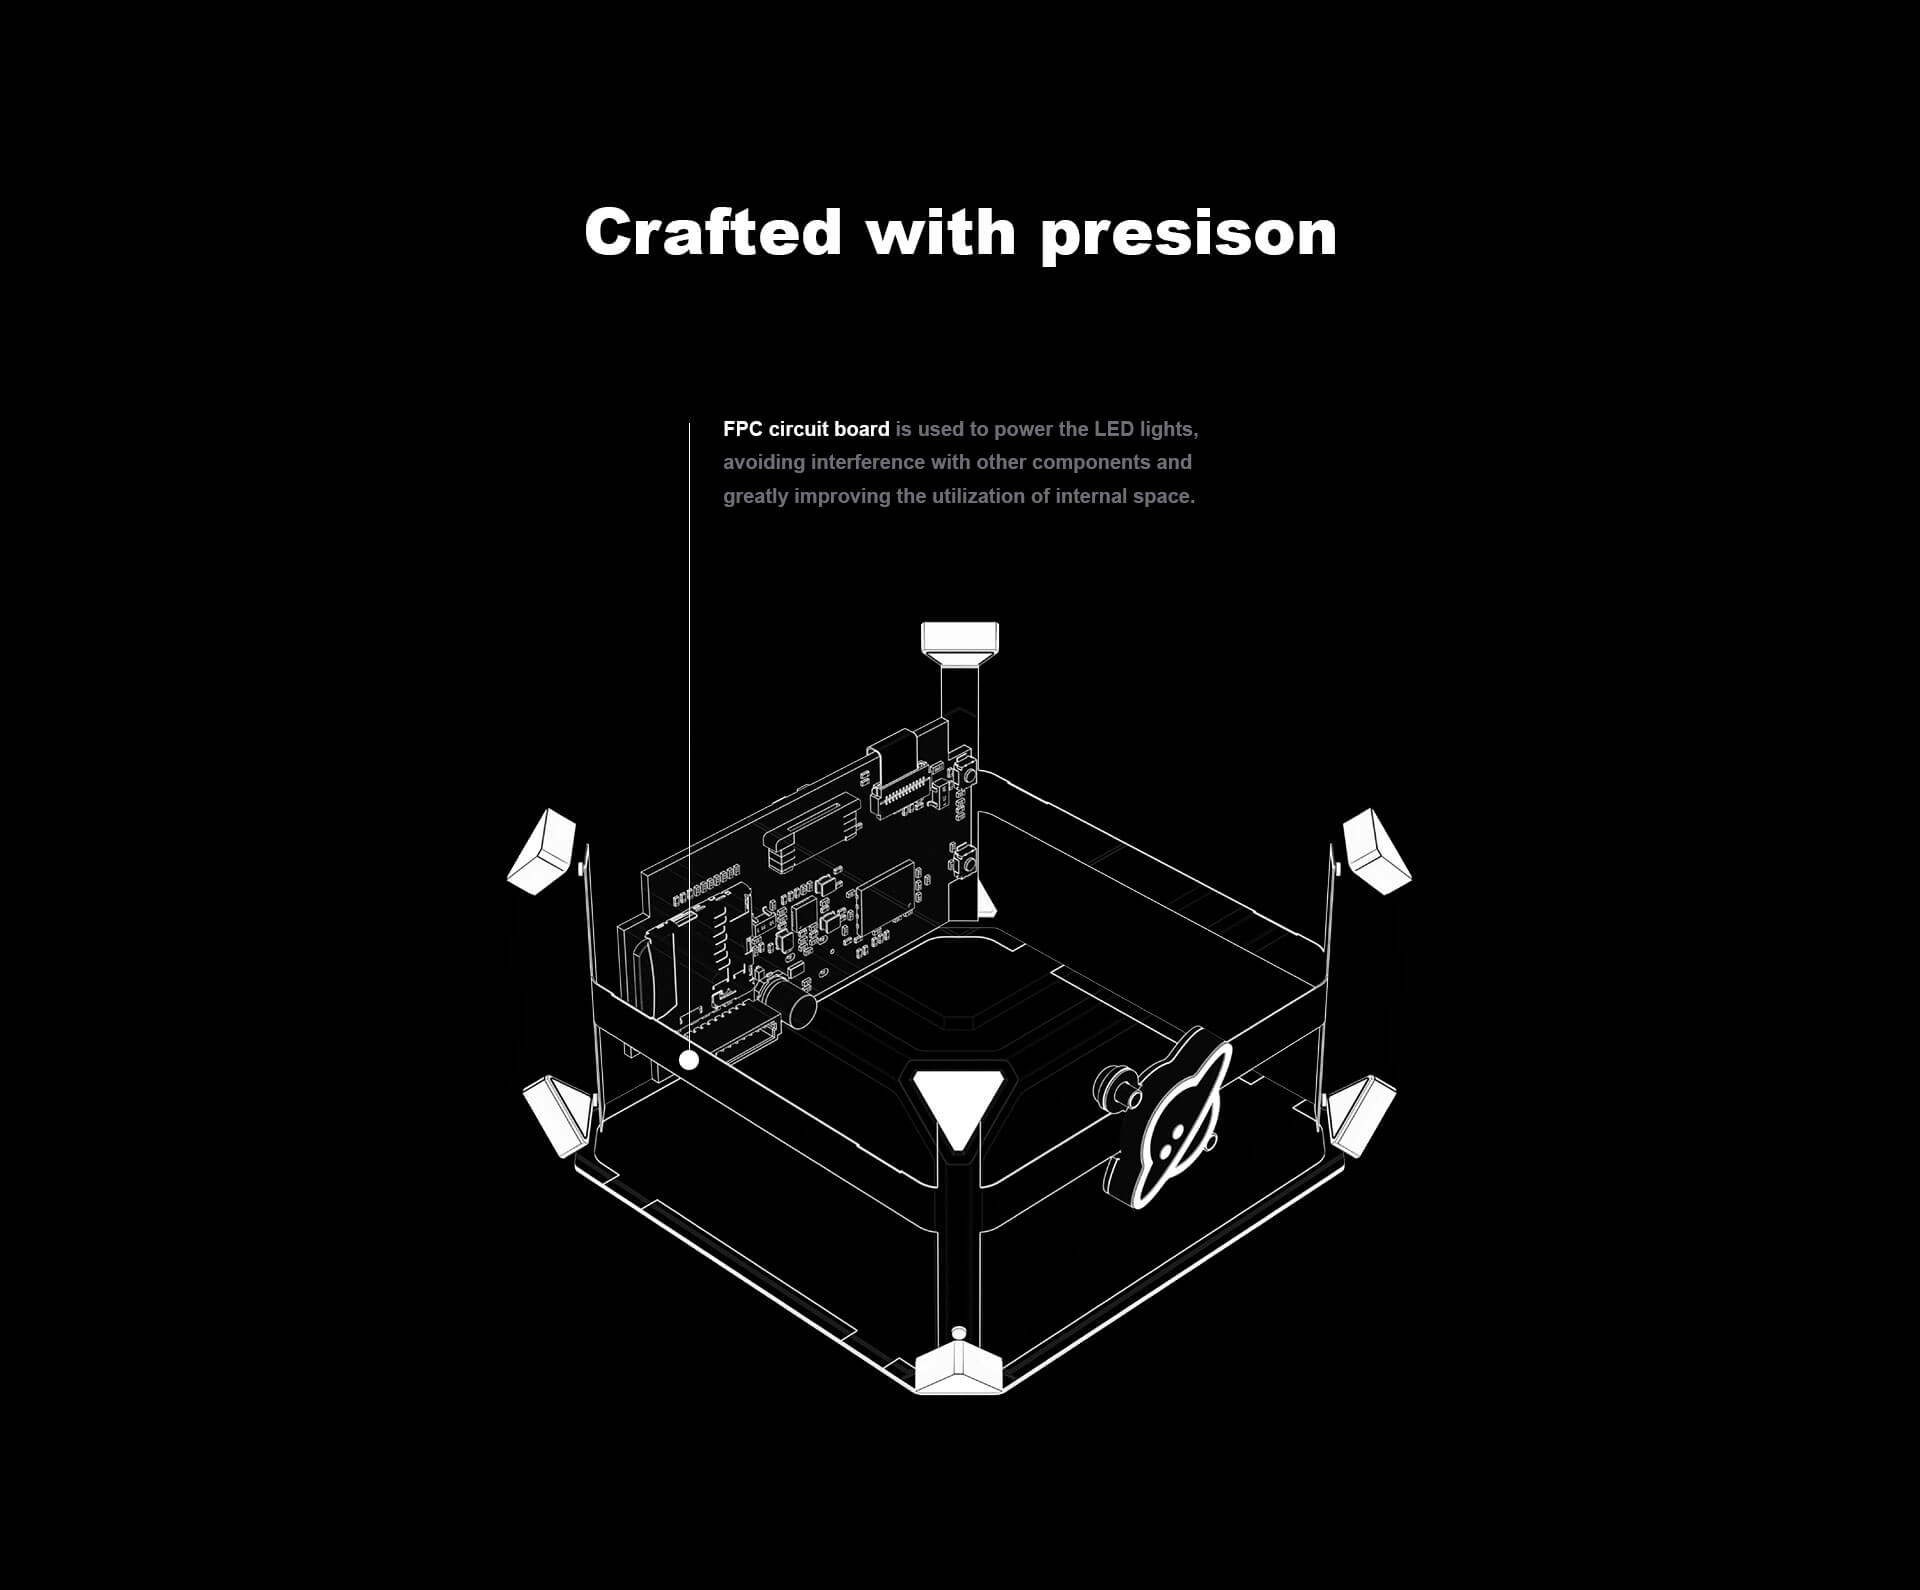 Crafted with presison
FPC circuit board is used to power the LED lights,
avoiding interference with other components and
greatly improving the utilization of internal space.